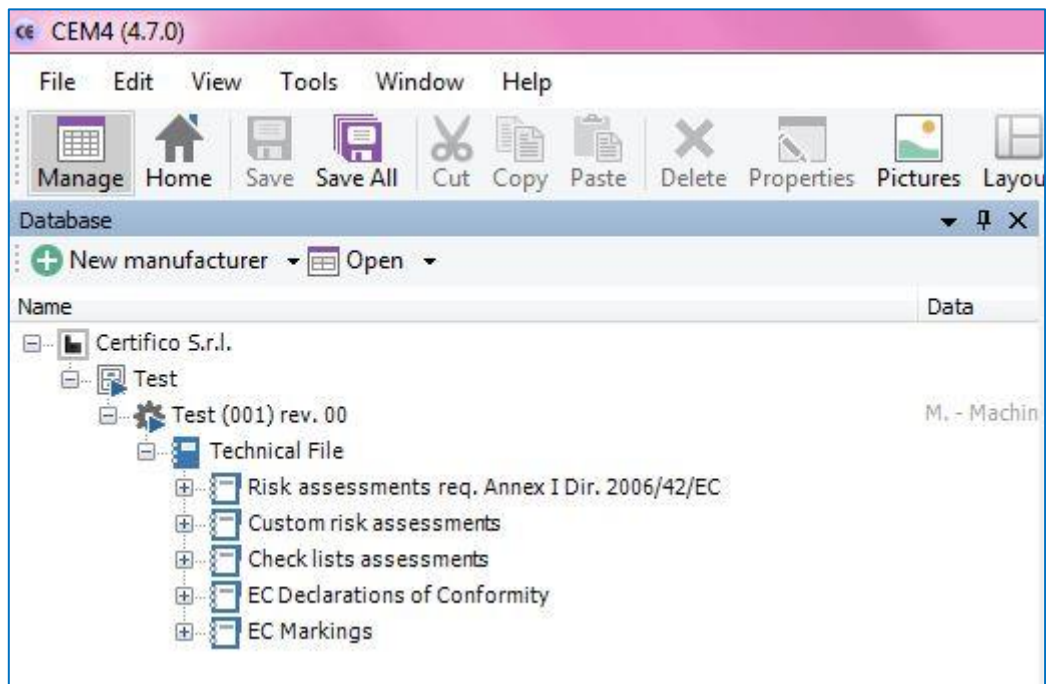 CE CEM4 (4.7.0)
File Edit View Tools Window Help
Manage Home Save Save All Cut Copy Paste Delete Properties Pictures Layou
Database
New manufacturer Open
Name Data
Certifico S.r.l.
Test
Test (001) rev. 00 M. - Machin
Technical File
Risk assessments req. Annex I Dir. 2006/42/EC
Custom risk assessments
Check lists assessments
EC Declarations of Conformity
EC Markings